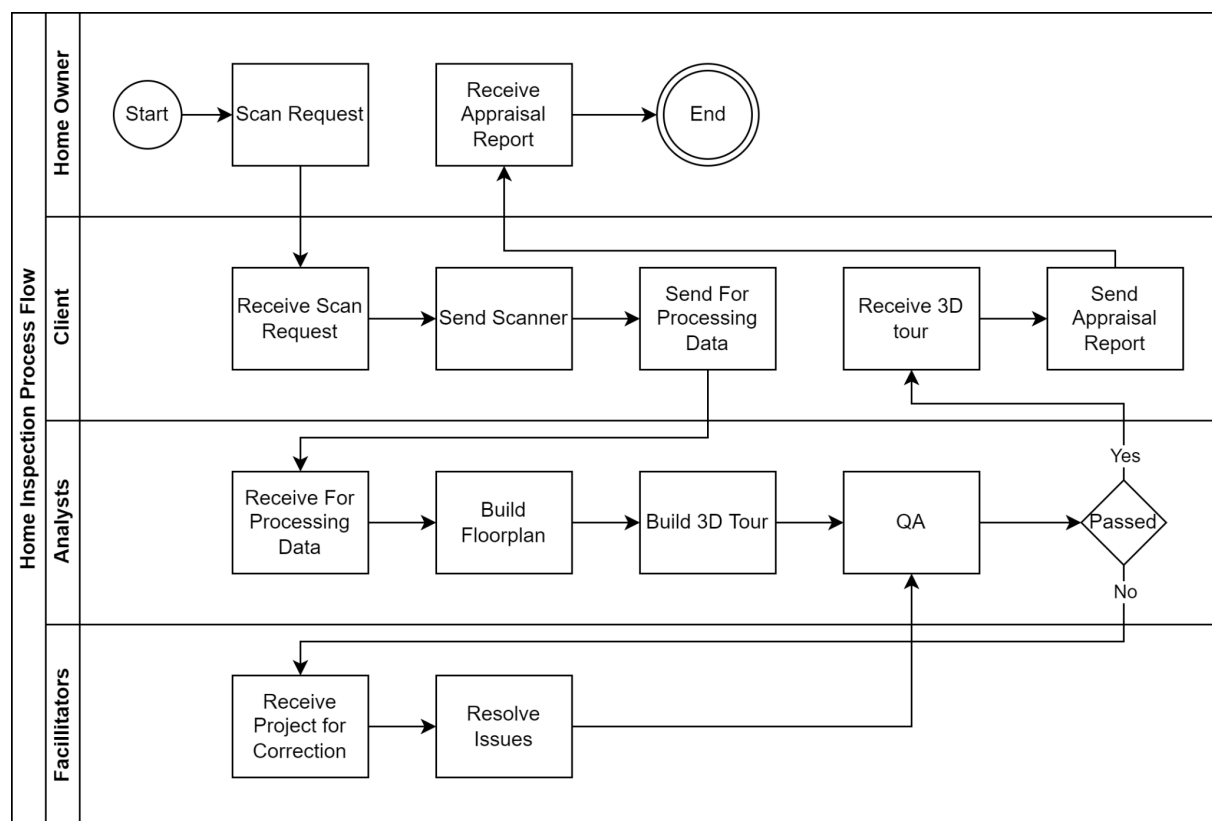 Home Inspection Process Flow
Home Owner
Start
Scan Request
Receive
Appraisal
Report
End
Client
Receive Scan
Request
Send Scanner
Send For
Processing
Data
Receive 3D
tour
Send
Appraisal
Report
Analysts
Receive For
Processing
Data
Build
Floorplan
Build 3D Tour
QA
Yes
Passed
No
Facillitators
Receive
Project for
Correction
Resolve
Issues